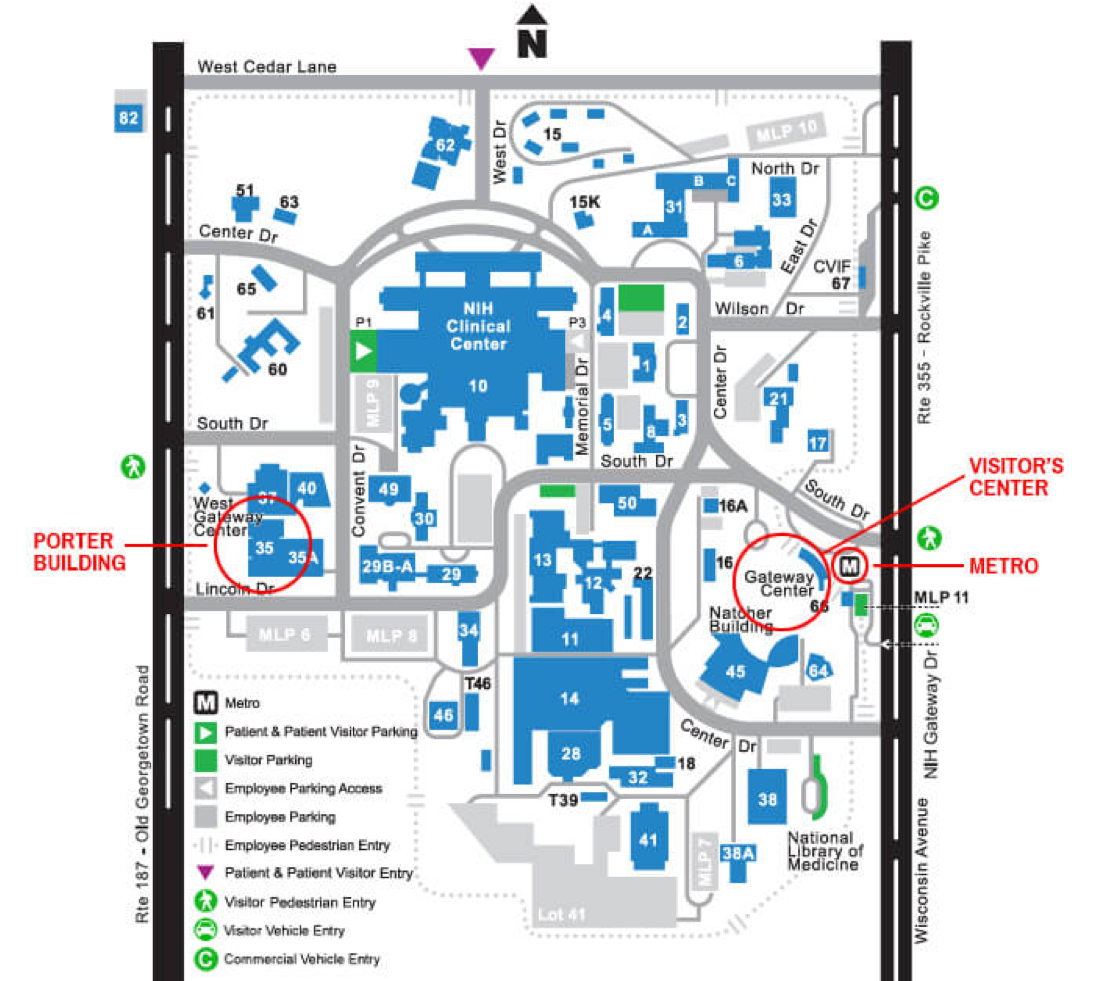 N
West Cedar Lane
82
62
West Dr
15
MLP 10
North Dr
B
C
31
A
33
51
63
15K
Center Dr
6
East Dr
CVIF
67
Rte 355 - Rockville Pike
61
65
60
P1
NIH
Clinical
Center
10
P3
4
2
Wilson Dr
1
Memorial Dr
Center Dr
MLP 9
5
8
3
21
17
South Dr
South Dr
South Dr
VISITOR'S
CENTER
37
40
West
Gateway
Center
PORTER
BUILDING
35
35A
Lincoln Dr
Convent Dr
49
30
29B-A
29
50
13
12
22
11
16A
16
Gateway
Center
66
M
METRO
MLP 11
Natcher
Building
45
64
MLP 6
MLP 8
34
T46
46
14
28
18
32
T39
41
Center Dr
38
38A
MLP 7
Lot 41
National
Library of
Medicine
NIH Gateway Dr
Wisconsin Avenue
Rte 187 - Old Georgetown Road
C
M Metro
Patient & Patient Visitor Parking
Visitor Parking
Employee Parking Access
Employee Parking
Employee Pedestrian Entry
Patient & Patient Visitor Entry
Visitor Pedestrian Entry
Visitor Vehicle Entry
C Commercial Vehicle Entry